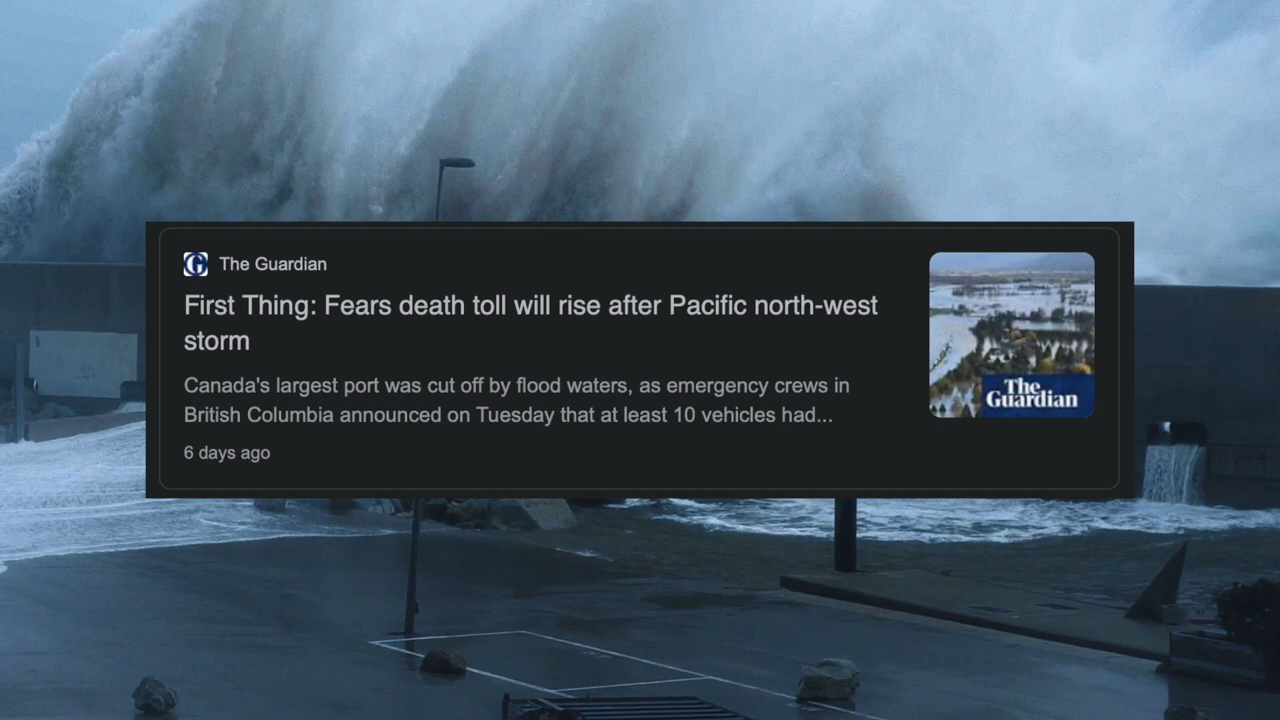 The Guardian
First Thing: Fears death toll will rise after Pacific north-west
storm
Canada's largest port was cut off by flood waters, as emergency crews in
British Columbia announced on Tuesday that at least 10 vehicles had...
6 days ago
The
Guardian